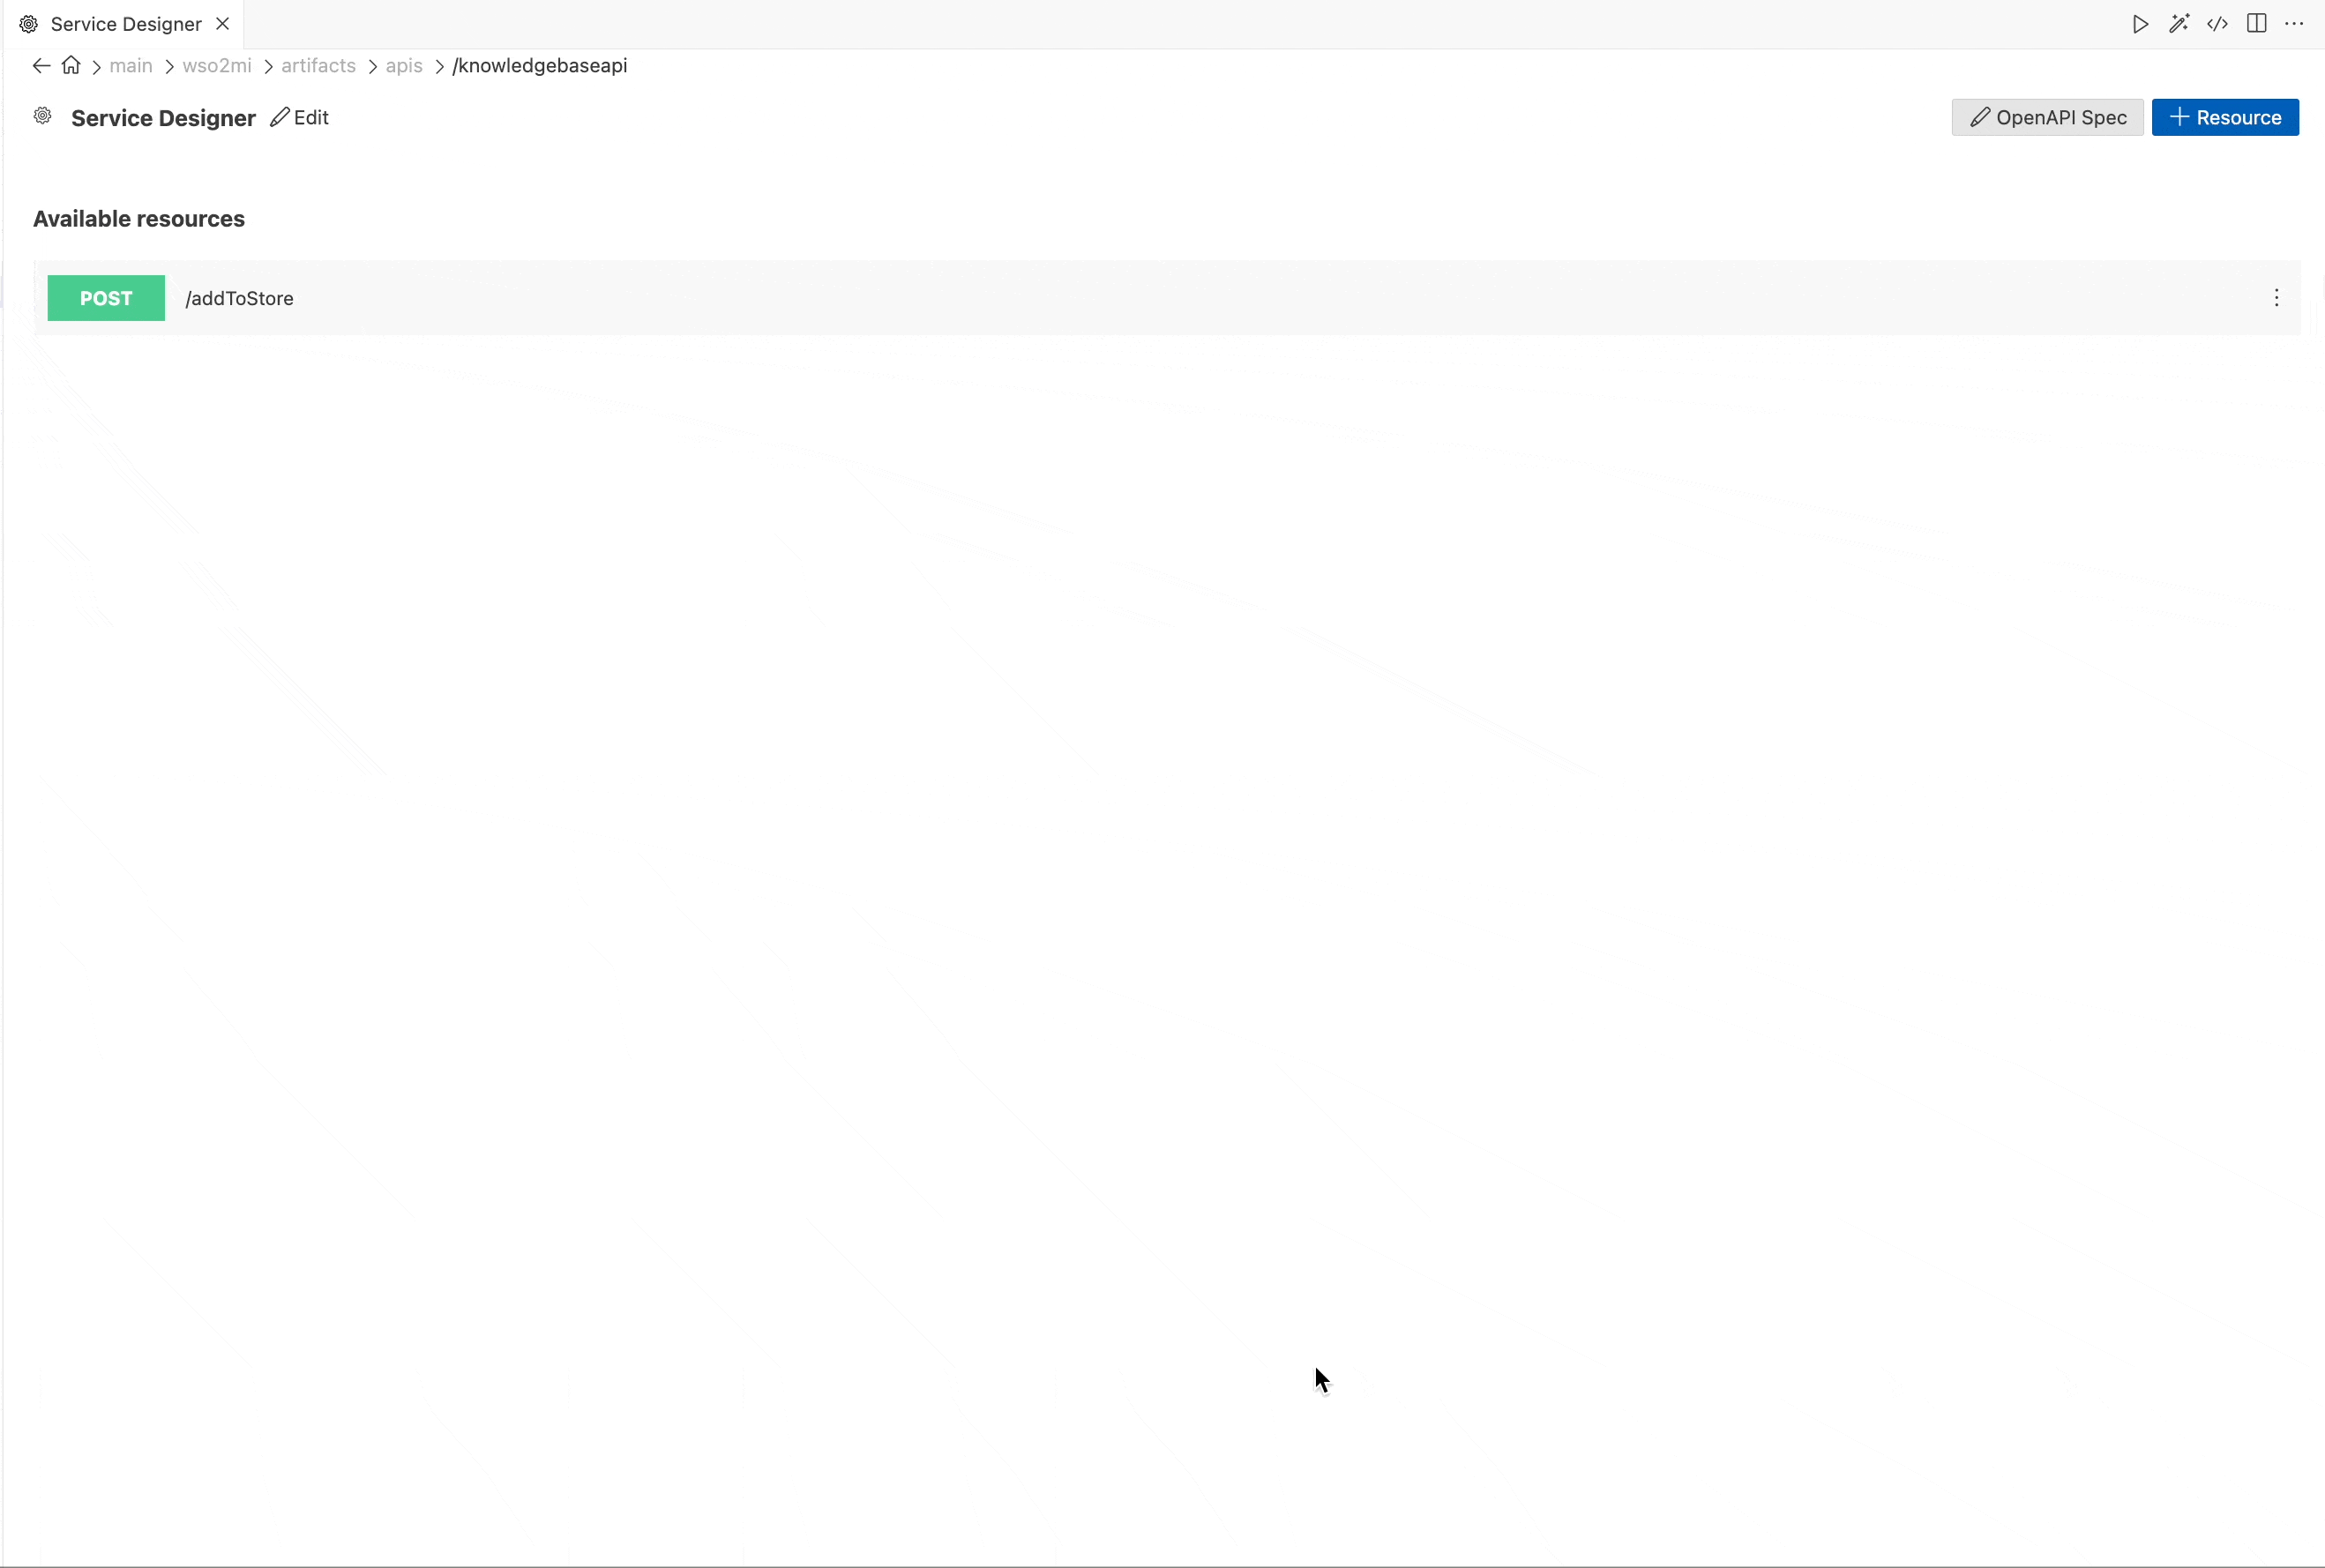 Service Designer
main > wso2mi > artifacts > apis > /knowledgebaseapi
Service Designer Edit OpenAPI Spec + Resource
Available resources
POST /addToStore